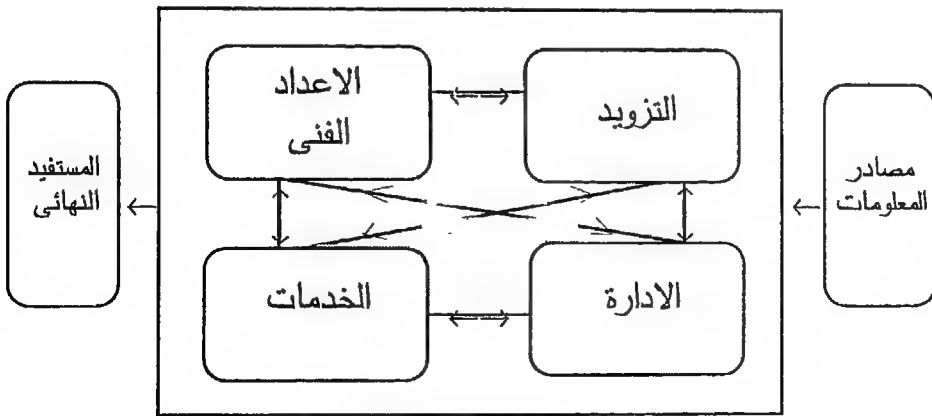 مصادر
المعلومات
التزويد
الاعداد
الفنى
الادارة
الخدمات
المستفيد
النهائى